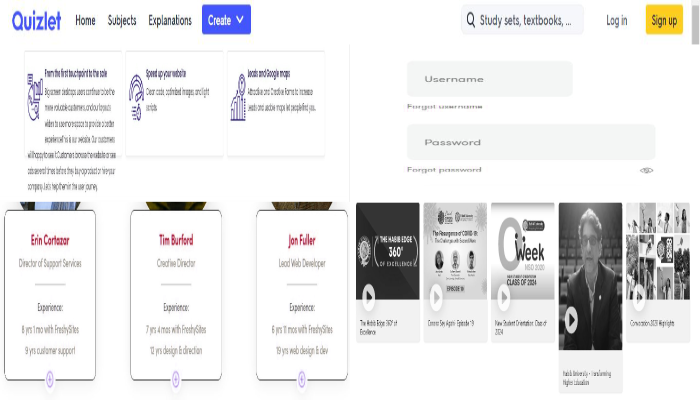 Quizlet
Home Subjects Explanations Create
Study sets, textbooks, ...
Log in Sign up
From the first touchpoint to the sale
Big screen desktops users continue to be the
more valuable customers, and our layouts
widen to use more space to provide a better
experience. This is our website. Our customers
will happy to see it. Customers browse the website or see
ads several times before they buy a product or hire your
company. Let's help them in the user journey.
Speed up your website
Clean code, optimized images and light
scripts.
Leads and Google maps
Attractive and Creative Forms to increase
leads and usable maps let people find you.
Username
Forgot username
Password
Forgot password
Erin Cortazar
Director of Support Services
Experience:
8 yrs 1 mo with FreshySites
9 yrs customer support
Tim Burford
Creative Director
Experience:
7 yrs 4 mos with FreshySites
12 yrs design & direction
Jon Fuller
Lead Web Developer
Experience:
6 yrs 11 mos with FreshySites
19 yrs web design & dev
THE HABIB EDGE
360°
OF EXCELLENCE
The Habib Edge: 360° of
Excellence
The Resurgence of COVID-19:
EPISODE 19
Corona Say Again: Episode 19
Week
NSO 2020
CLASS OF 2024
New Student Orientation: Class of
2024
Habib University - Transforming
Higher Education
Convocation 2020 Highlights